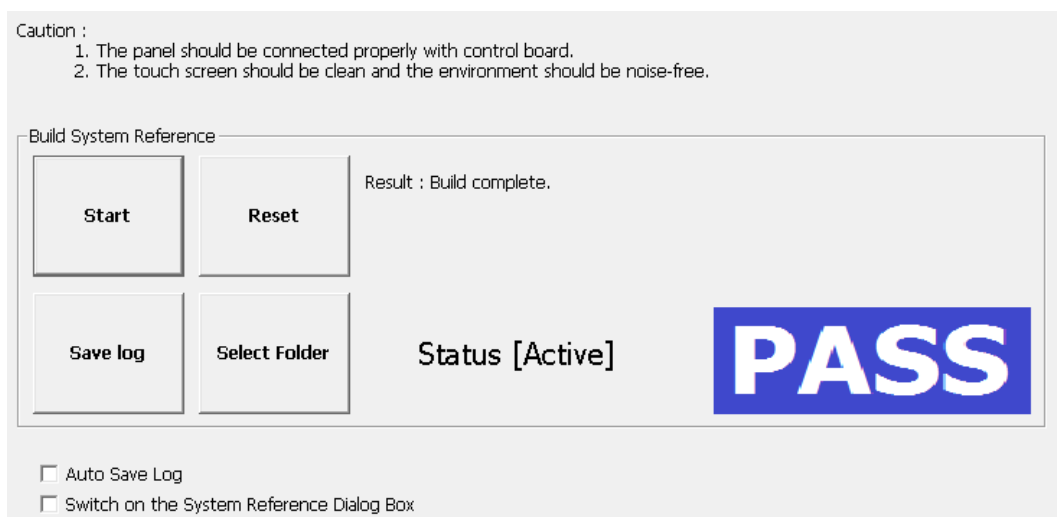 Caution :
1. The panel should be connected properly with control board.
2. The touch screen should be clean and the environment should be noise-free.
Build System Reference
Start
Reset
Result : Build complete.
Save log
Select Folder
Status [Active]
PASS
Auto Save Log
Switch on the System Reference Dialog Box